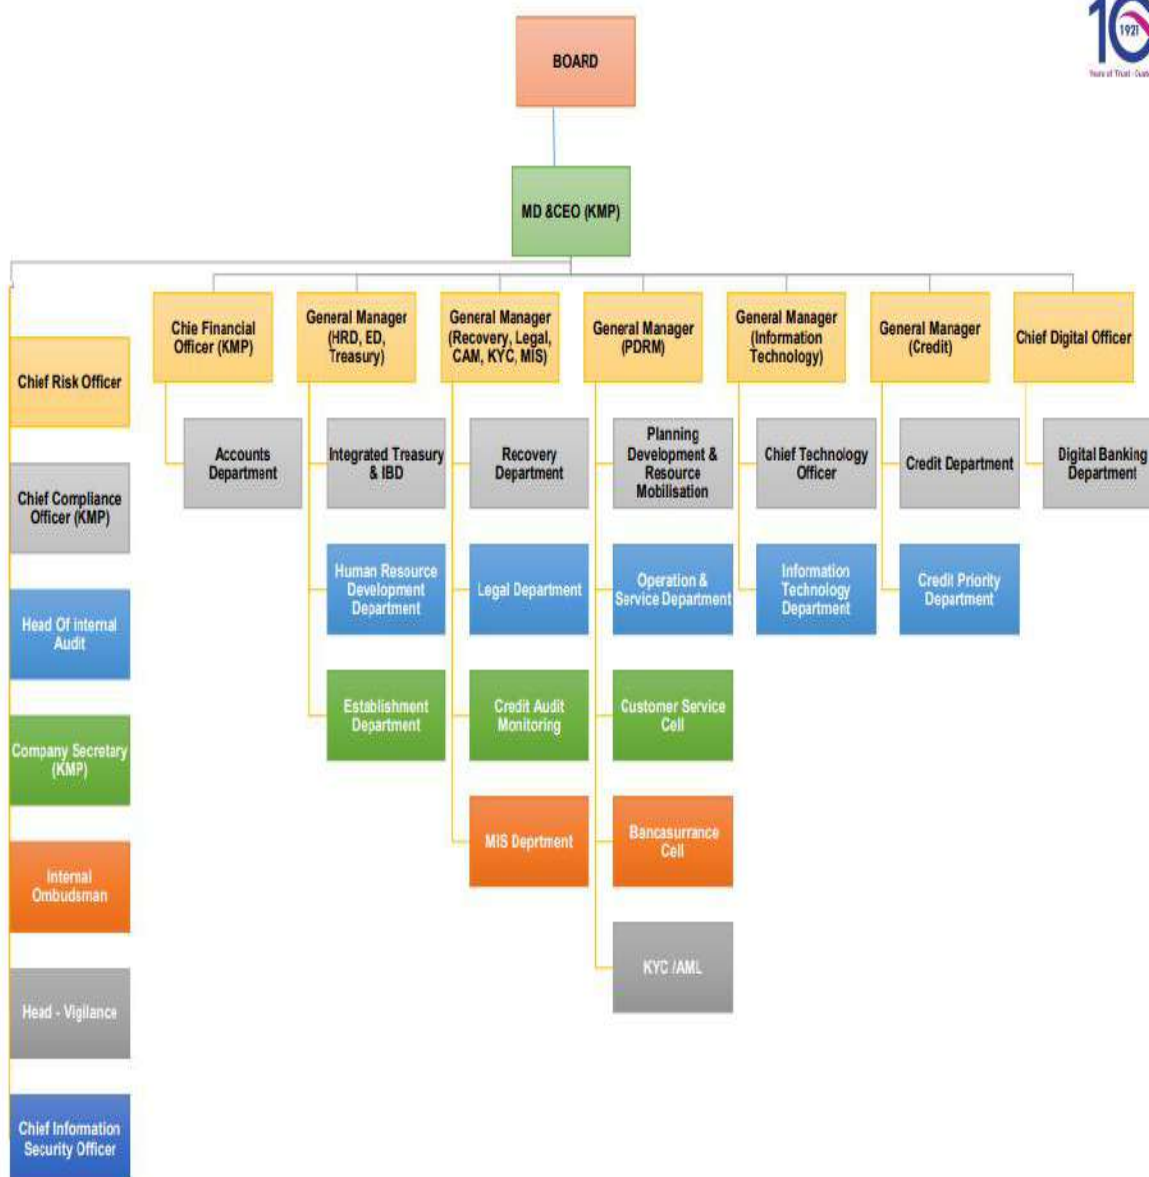 10
1921
Years of Trust
BOARD
MD &CEO (KMP)
Chief Risk Officer
Chief Compliance
Officer (KMP)
Head Of internal
Audit
Company Secretary
(KMP)
Internal
Ombudsman
Head - Vigilance
Chief Information
Security Officer
Chie Financial
Officer (KMP)
Accounts
Department
General Manager
(HRD, ED,
Treasury)
Integrated Treasury
& IBD
Human Resource
Development
Department
Establishment
Department
General Manager
(Recovery, Legal,
CAM, KYC, MIS)
Recovery
Department
Legal Department
Credit Audit
Monitoring
MIS Deprtment
General Manager
(PDRM)
Planning
Development &
Resource
Mobilisation
Operation &
Service Department
Customer Service
Cell
Bancasurrance
Cell
KYC /AML
General Manager
(Information
Technology)
Chief Technology
Officer
Information
Technology
Department
General Manager
(Credit)
Credit Department
Credit Priority
Department
Chief Digital Officer
Digital Banking
Department